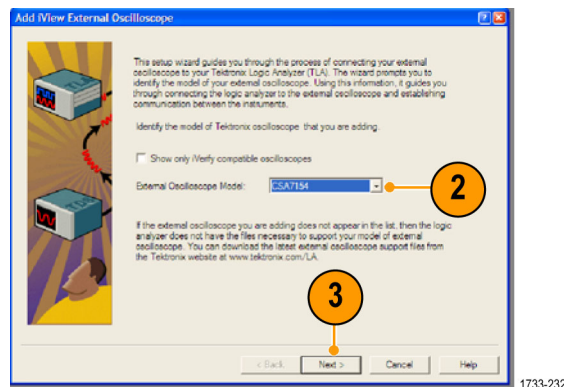 Add iView External Oscilloscope
This setup wizard guides you through the process of connecting your external
oscilloscope to your Tektronix Logic Analyzer (TLA). The wizard prompts you to
identify the model of your external oscilloscope. Using this information, it guides you
through connecting the logic analyzer to the external oscilloscope and establishing
communication between the instruments.
Identify the model of Tektronix oscilloscope that you are adding.
Show only iVerify compatible oscilloscopes
External Oscilloscope Model: CSA7154
2
If the external oscilloscope you are adding does not appear in the list, then the logic
analyzer does not have the files necessary to support your model of external
oscilloscope. You can download the latest external oscilloscope support files from
the Tektronix website at www.tektronix.com/LA.
3
< Back Next > Cancel Help
1733-232